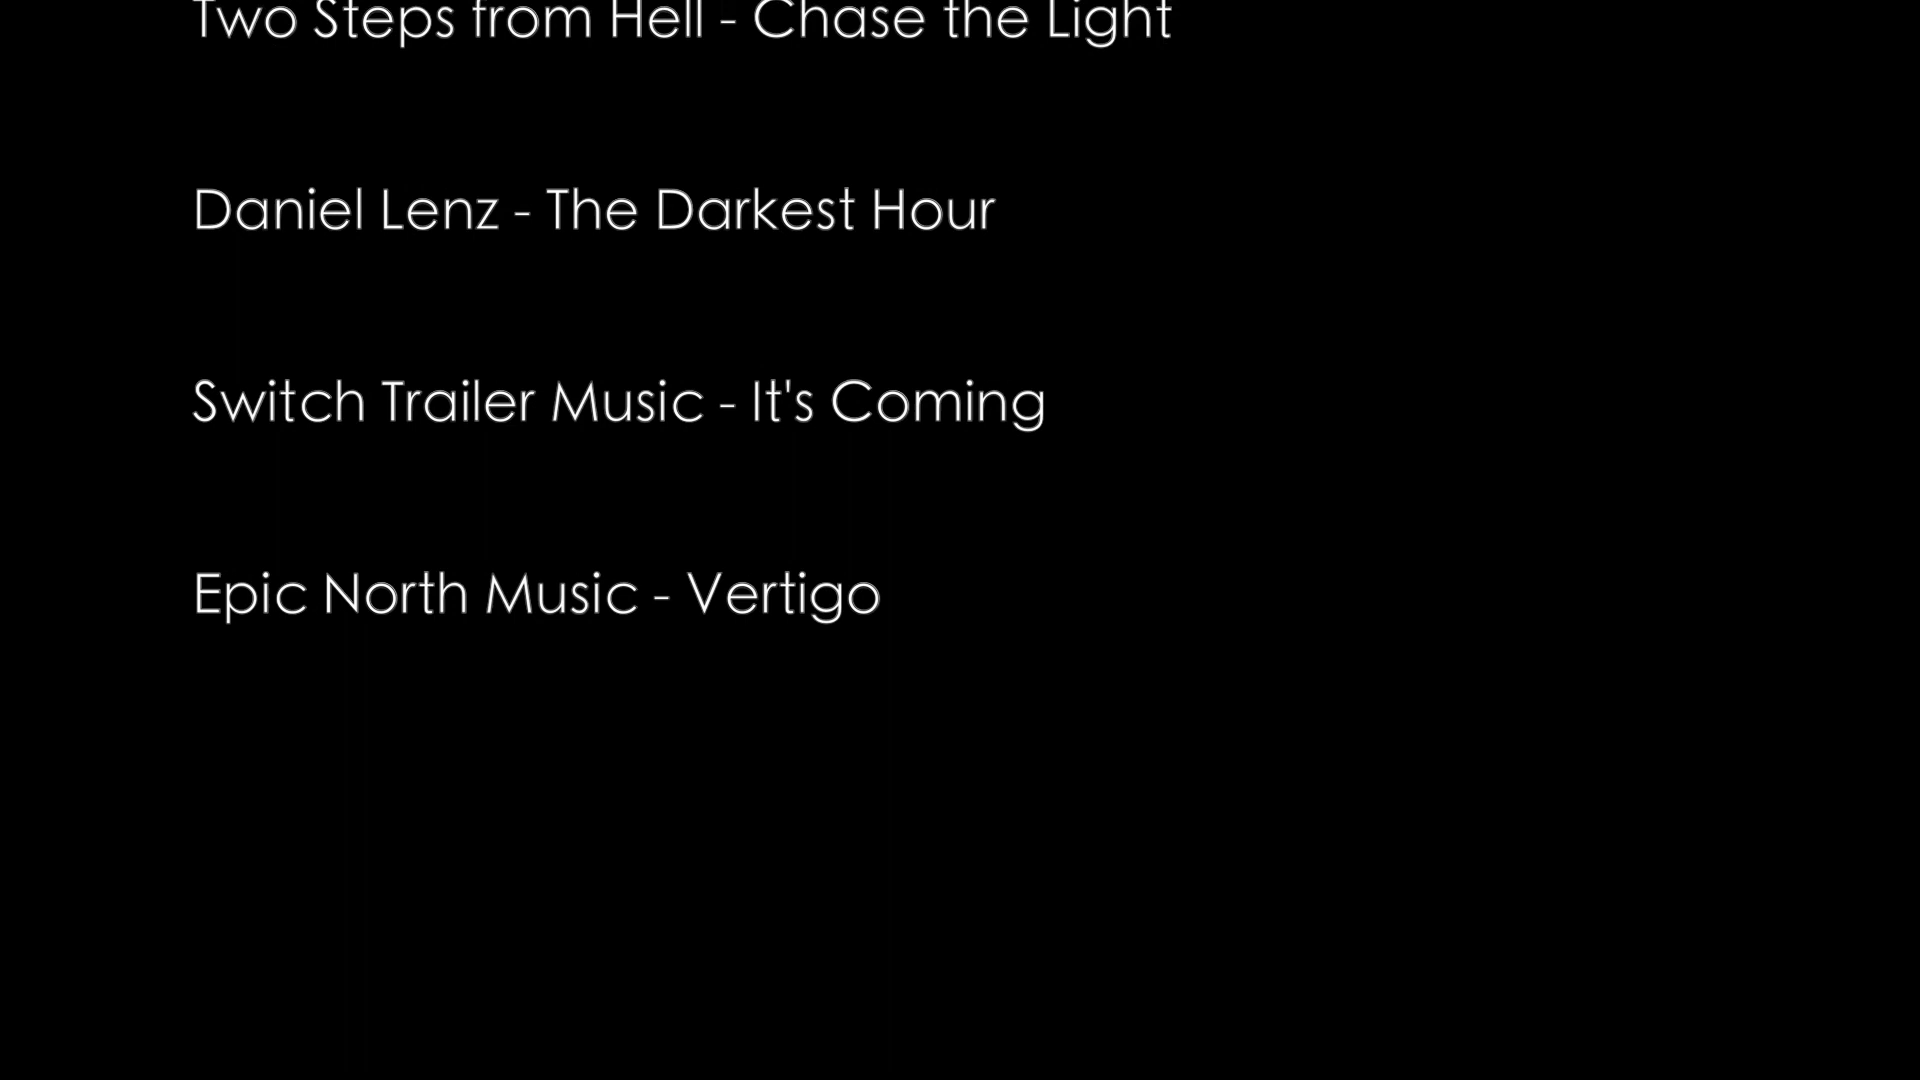 Two Steps from Hell - Chase the Light
Daniel Lenz - The Darkest Hour
Switch Trailer Music - It's Coming
Epic North Music - Vertigo